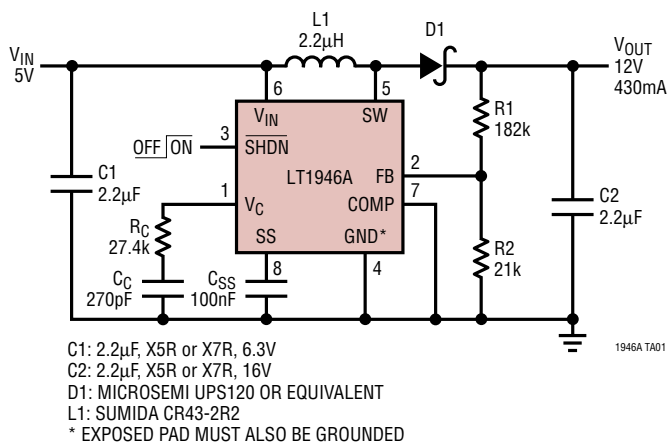 L1
2.2µH
D1
VIN
5V
VOUT
12V
430mA
6
5
VIN
SW
R1
182k
OFF ON
3
SHDN
2
LT1946A
FB
C1
2.2µF
1
VC
7
COMP
C2
2.2µF
RC
27.4k
SS
GND*
R2
21k
CC
270pF
8
CSS
100nF
4
1946A TA01
C1: 2.2µF, X5R or X7R, 6.3V
C2: 2.2µF, X5R or X7R, 16V
D1: MICROSEMI UPS120 OR EQUIVALENT
L1: SUMIDA CR43-2R2
* EXPOSED PAD MUST ALSO BE GROUNDED